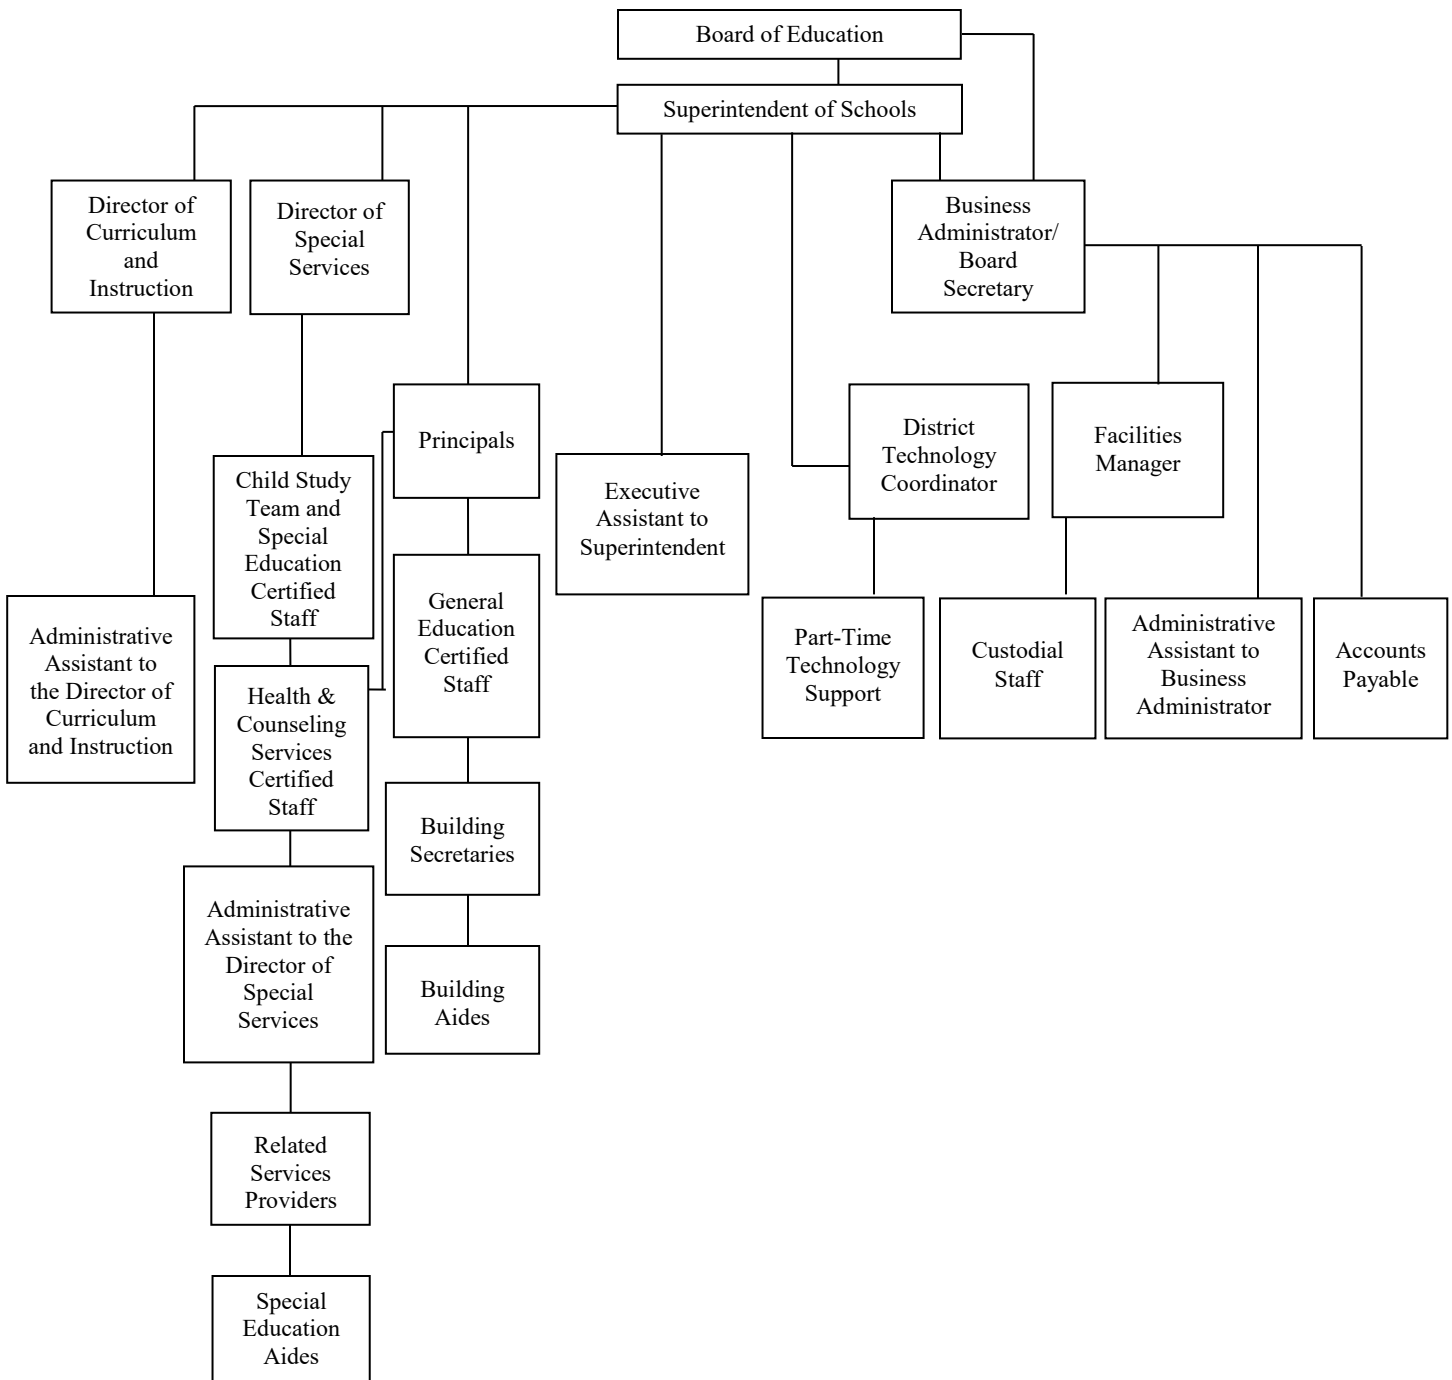 Board of Education
Superintendent of Schools
Director of
Curriculum
and
Instruction
Director of
Special
Services
Business
Administrator/
Board
Secretary
Principals
District
Technology
Coordinator
Facilities
Manager
Child Study
Team and
Special
Education
Certified
Staff
Executive
Assistant to
Superintendent
General
Education
Certified
Staff
Administrative
Assistant to
the Director of
Curriculum
and Instruction
Part-Time
Technology
Support
Custodial
Staff
Administrative
Assistant to
Business
Administrator
Accounts
Payable
Health &
Counseling
Services
Certified
Staff
Building
Secretaries
Administrative
Assistant to the
Director of
Special
Services
Building
Aides
Related
Services
Providers
Special
Education
Aides